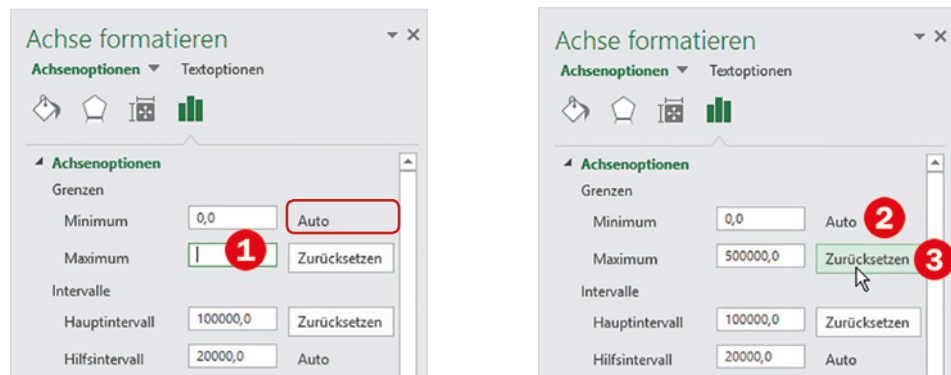 Achse formatieren
Achsenoptionen Textoptionen
Achsenoptionen
Grenzen
Minimum 0,0 Auto
Maximum 1 Zurücksetzen
Intervalle
Hauptintervall 100000,0 Zurücksetzen
Hilfsintervall 20000,0 Auto
Achse formatieren
Achsenoptionen Textoptionen
Achsenoptionen
Grenzen
Minimum 0,0 Auto 2
Maximum 500000,0 Zurücksetzen 3
Intervalle
Hauptintervall 100000,0 Zurücksetzen
Hilfsintervall 20000,0 Auto